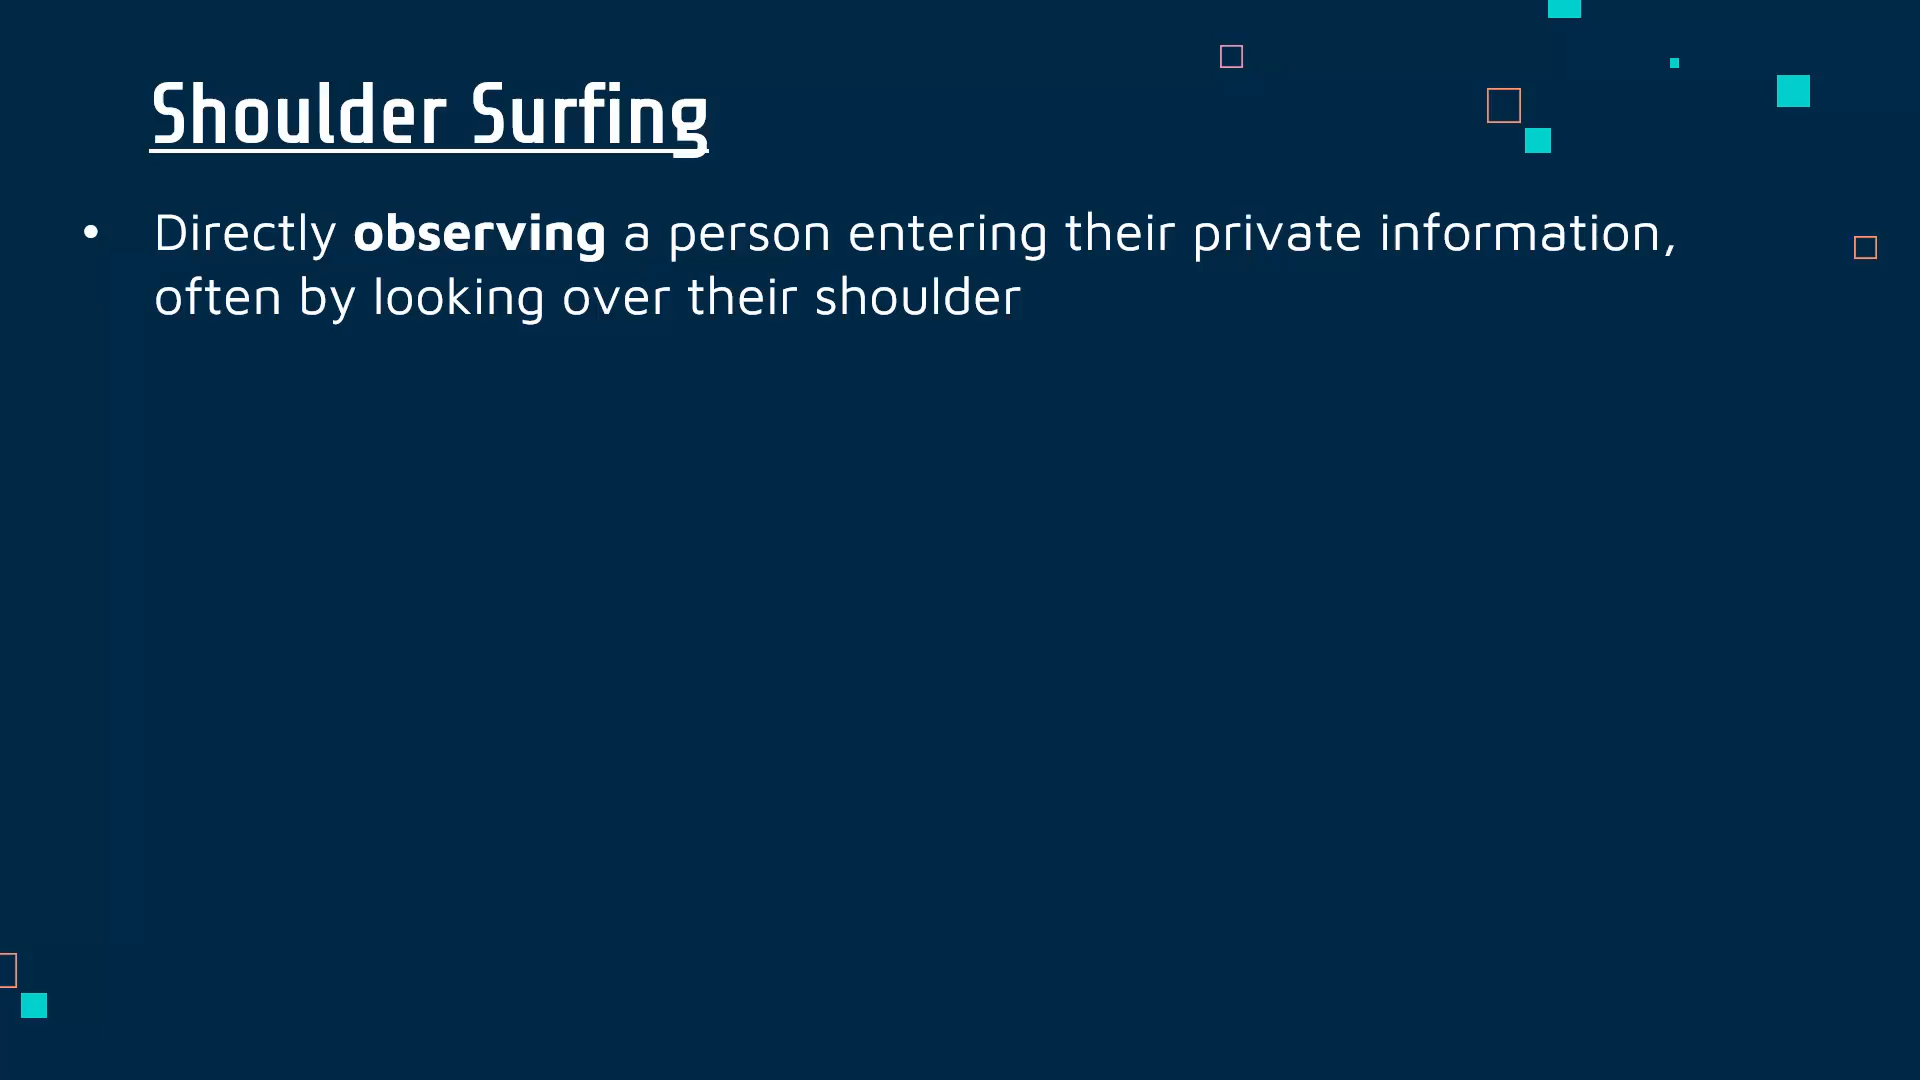 Shoulder Surfing
• Directly observing a person entering their private information,
often by looking over their shoulder